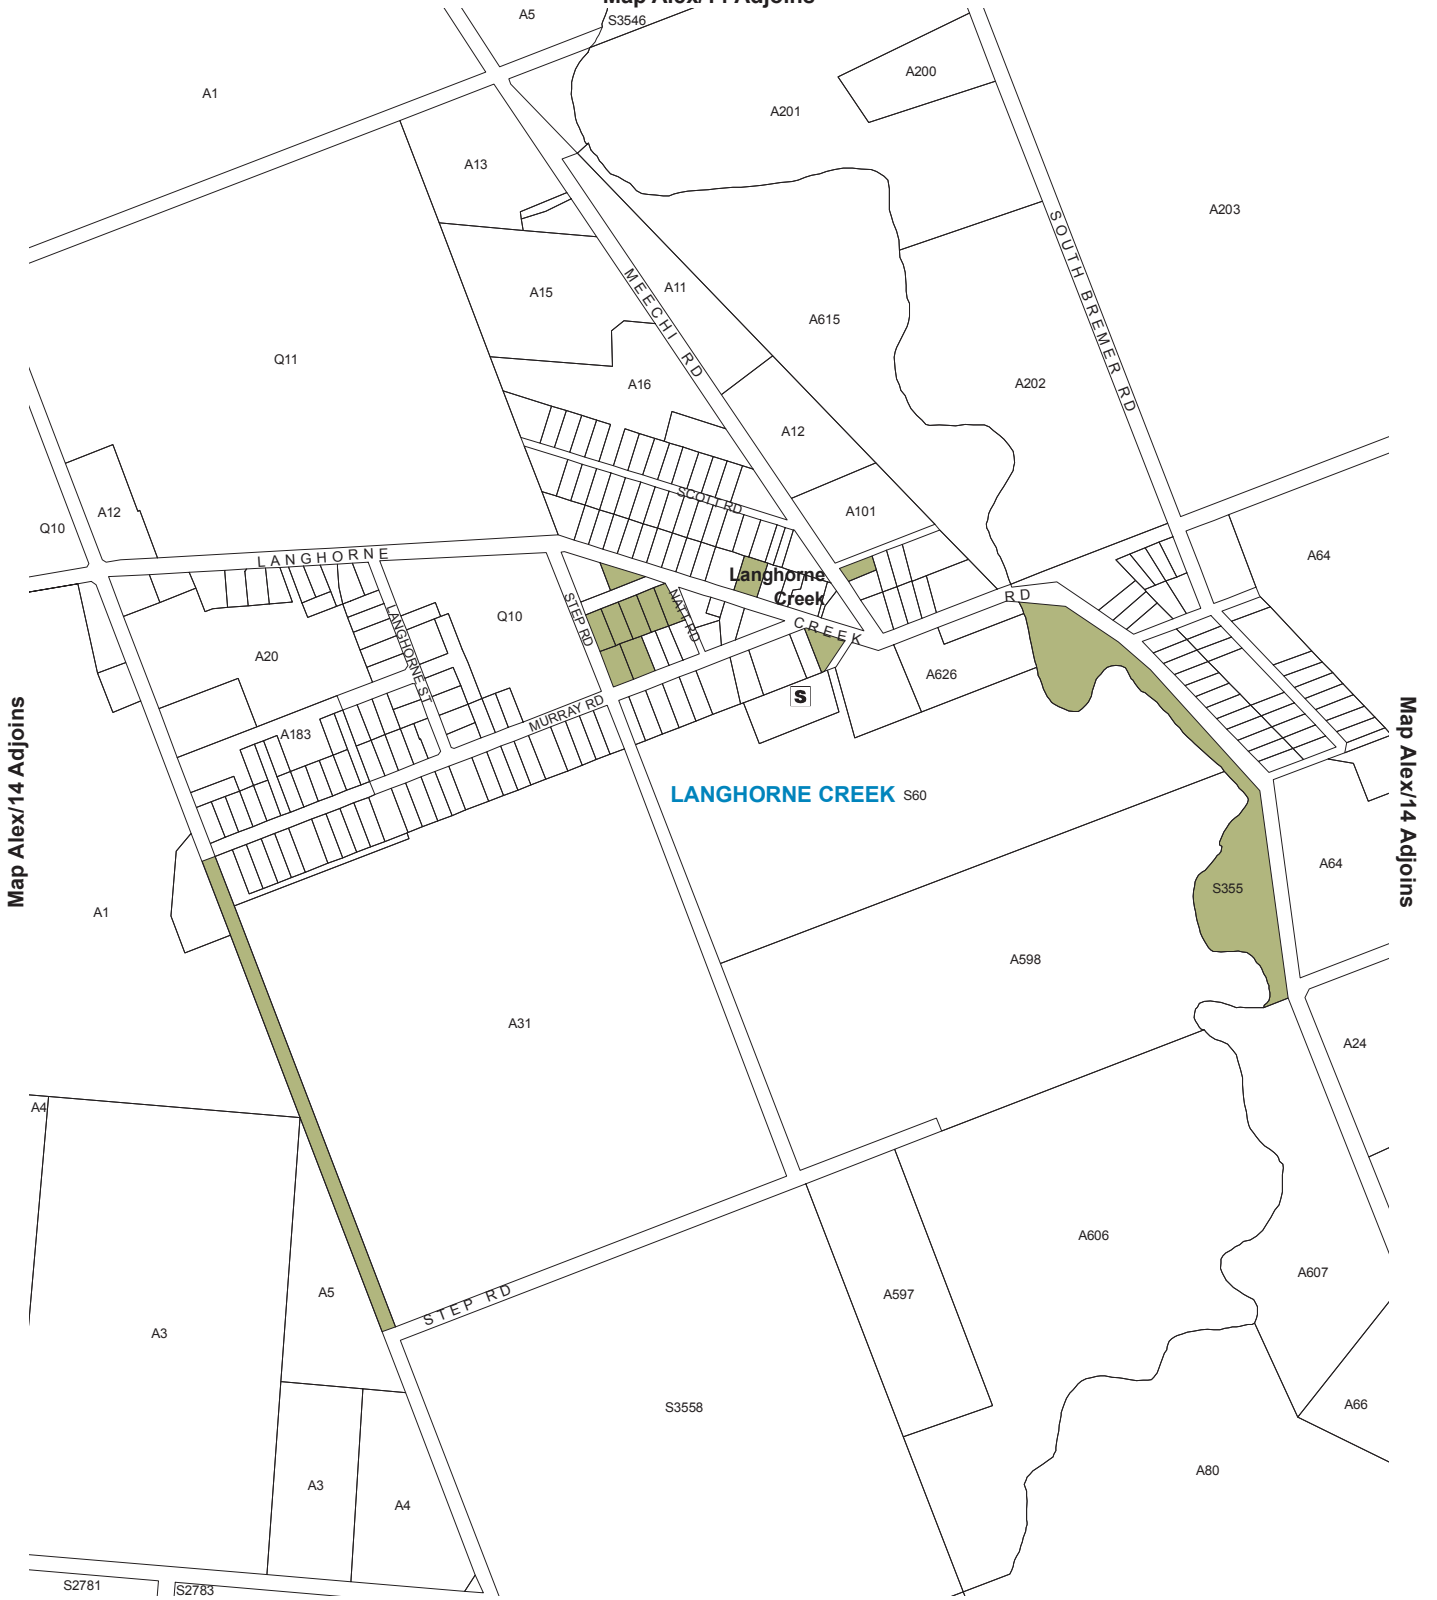 Map Alex/14 Adjoins
A5
S3546
A1
A200
A201
A13
A203
SOUTH BREMER RD
A15
MEECHI RD
A11
A615
Q11
A16
A202
A12
SCOTT RD
A12
Q10
A101
LANGHORNE
A64
Langhorne
Creek
RD
LANGHORNE ST
Q10
STEP RD
NATT RD
CREEK
A20
A626
S
MURRAY RD
A183
Map Alex/14 Adjoins
Map Alex/14 Adjoins
LANGHORNE CREEK
S60
A64
S355
A1
A598
A31
A24
A4
A606
A607
A5
STEP RD
A597
A3
S3558
A66
A80
A3
A4
S2781
S2783